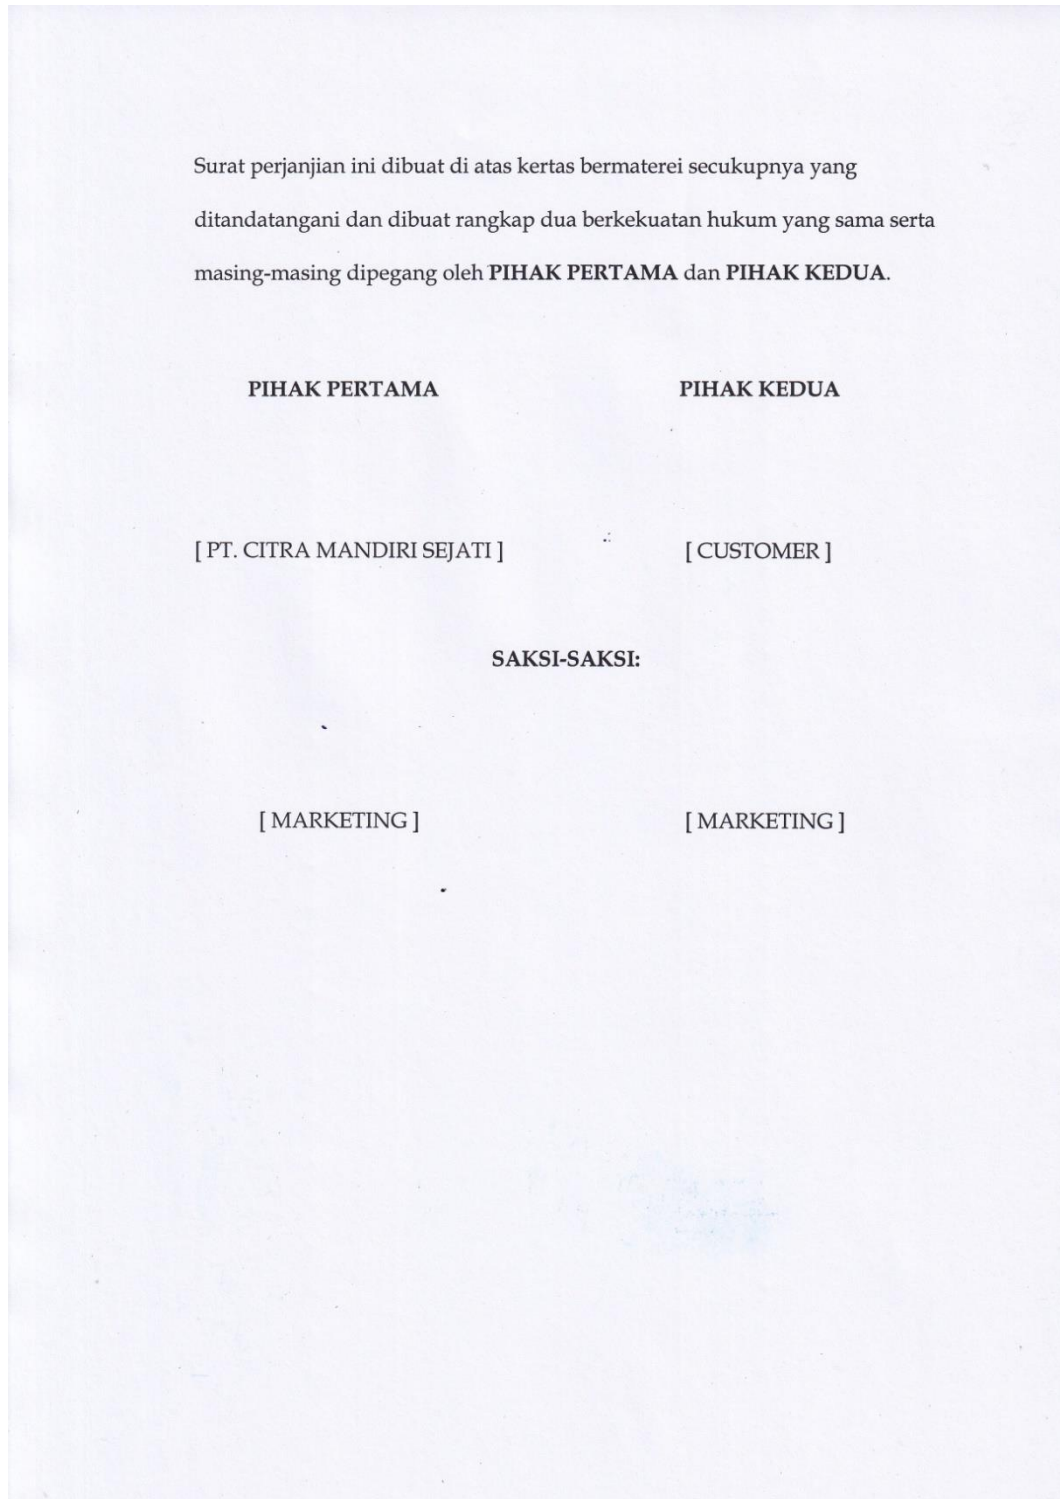 Surat perjanjian ini dibuat di atas kertas bermaterei secukupnya yang
ditandatangani dan dibuat rangkap dua berkekuatan hukum yang sama serta
masing-masing dipegang oleh PIHAK PERTAMA dan PIHAK KEDUA.
PIHAK PERTAMA PIHAK KEDUA
[ PT. CITRA MANDIRI SEJATI ] [ CUSTOMER ]
SAKSI-SAKSI:
[ MARKETING ] [ MARKETING ]